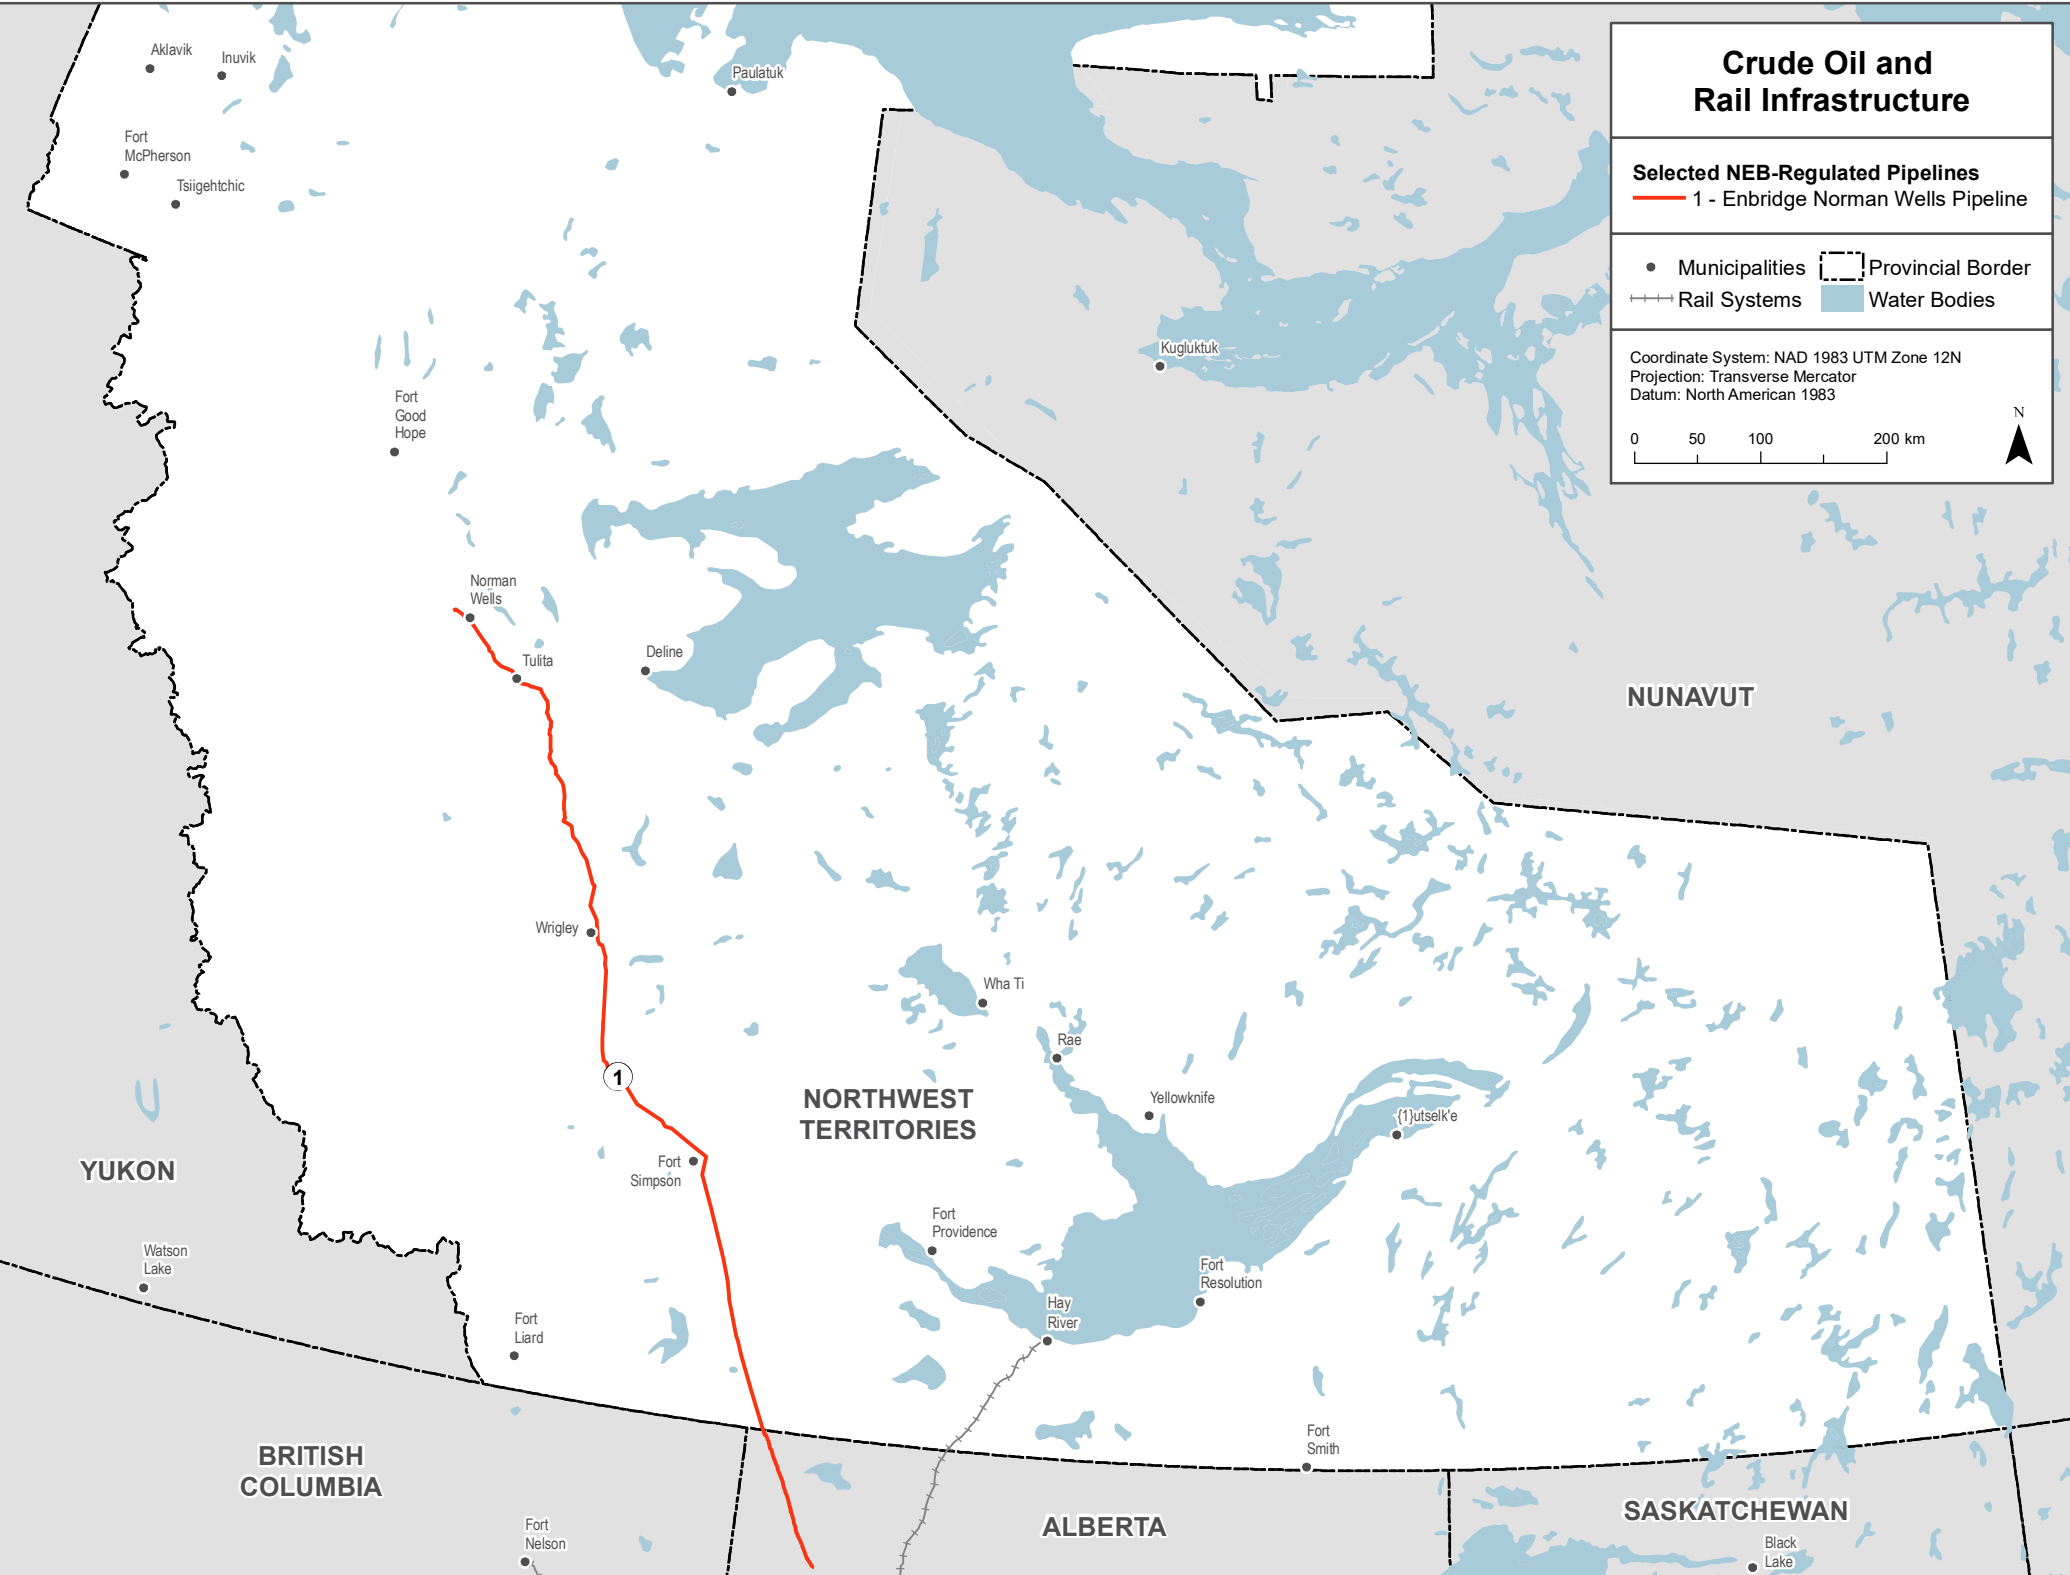 Crude Oil and
Rail Infrastructure
Selected NEB-Regulated Pipelines
1 - Enbridge Norman Wells Pipeline
Municipalities
Provincial Border
Rail Systems
Water Bodies
Coordinate System: NAD 1983 UTM Zone 12N
Projection: Transverse Mercator
Datum: North American 1983
N
0 50 100 200 km
Aklavik
Inuvik
Paulatuk
Fort
McPherson
Tsiigehtchic
Kugluktuk
Fort
Good
Hope
Norman
Wells
Tulita
Deline
NUNAVUT
Wrigley
Wha Ti
Rae
1
NORTHWEST
TERRITORIES
Yellowknife
{1}utselk'e
YUKON
Fort
Simpson
Fort
Providence
Watson
Lake
Fort
Resolution
Hay
River
Fort
Liard
Fort
Smith
BRITISH
COLUMBIA
ALBERTA
SASKATCHEWAN
Fort
Nelson
Black
Lake